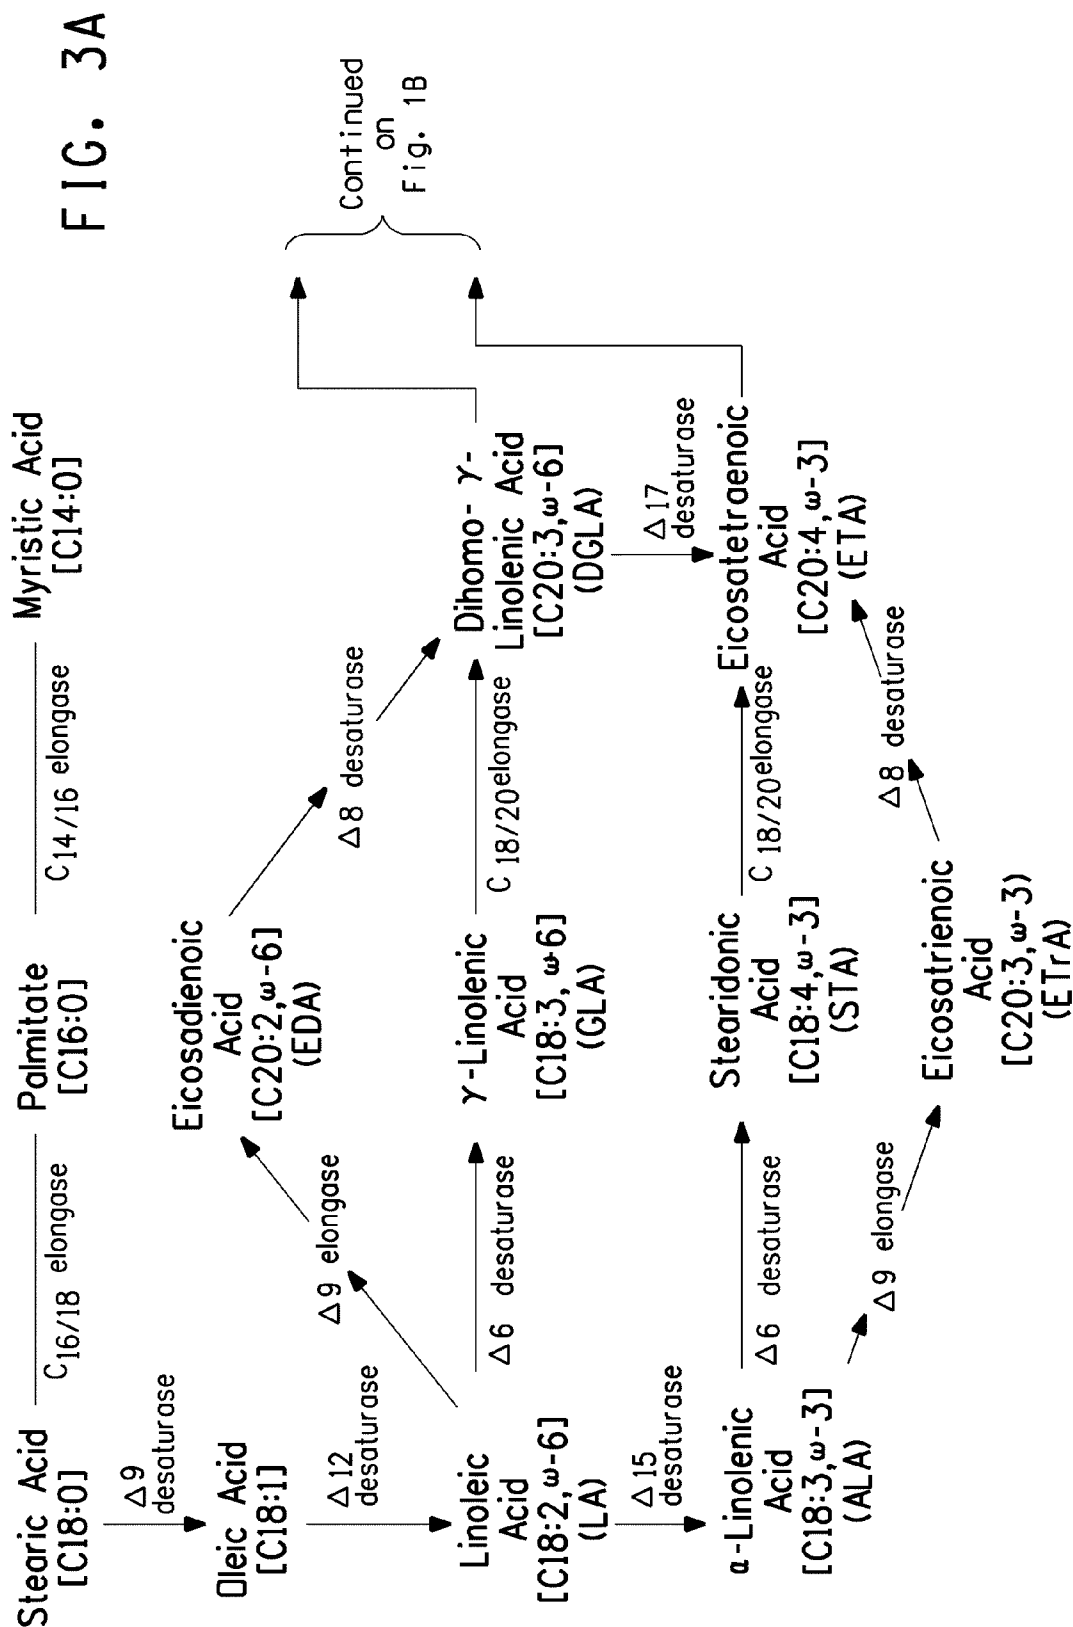 FIG. 3A
Stearic Acid
[C18:0]
C16/18 elongase
Palmitate
[C16:0]
C14/16 elongase
Myristic Acid
[C14:0]
Δ9
desaturase
Oleic Acid
[C18:1]
Δ12
desaturase
Δ9 elongase
Eicosadienoic
Acid
[C20:2,ω-6]
(EDA)
Δ8 desaturase
Continued
on
Fig. 1B
Linoleic
Acid
[C18:2,ω-6]
(LA)
Δ6 desaturase
γ-Linolenic
Acid
[C18:3, ω-6]
(GLA)
C18/20 elongase
Dihomo- γ-
Linolenic Acid
[C20:3,ω-6]
(DGLA)
Δ15
desaturase
Δ17
desaturase
α-Linolenic
Acid
[C18:3,ω-3]
(ALA)
Δ6 desaturase
Stearidonic
Acid
[C18:4,ω-3]
(STA)
C18/20 elongase
Eicosatetraenoic
Acid
[C20:4,ω-3]
(ETA)
Δ9 elongase
Eicosatrienoic
Acid
[C20:3,ω-3)
(ETrA)
Δ8 desaturase